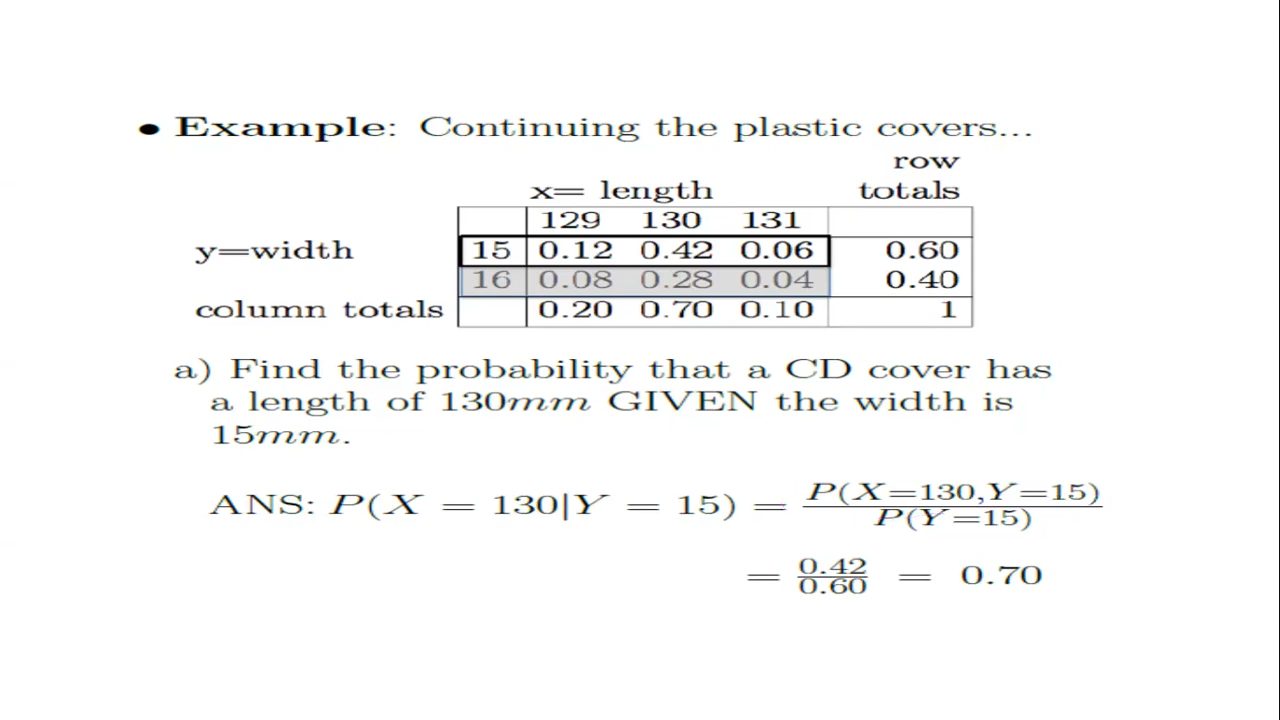 • Example: Continuing the plastic covers...
row
x= length totals
129 130 131
y=width 15 0.12 0.42 0.06 0.60
16 0.08 0.28 0.04 0.40
column totals 0.20 0.70 0.10 1
a) Find the probability that a CD cover has
a length of 130mm GIVEN the width is
15mm.
ANS: P(X = 130|Y = 15) = P(X=130,Y=15)
P(Y=15)
= 0.42 = 0.70
0.60